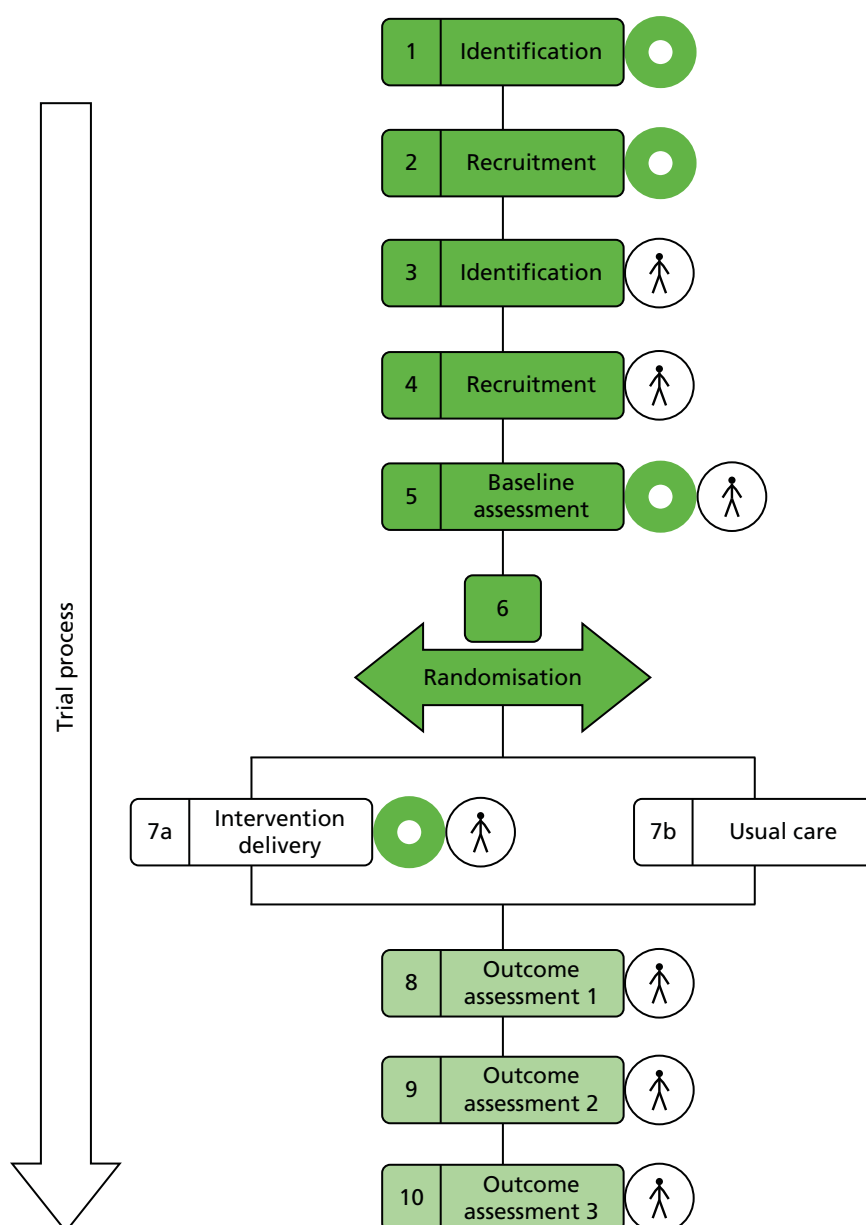 1 Identification
2 Recruitment
3 Identification
4 Recruitment
5 Baseline
assessment
6
Randomisation
Trial process
7a Intervention
delivery
7b Usual care
8 Outcome
assessment 1
9 Outcome
assessment 2
10 Outcome
assessment 3